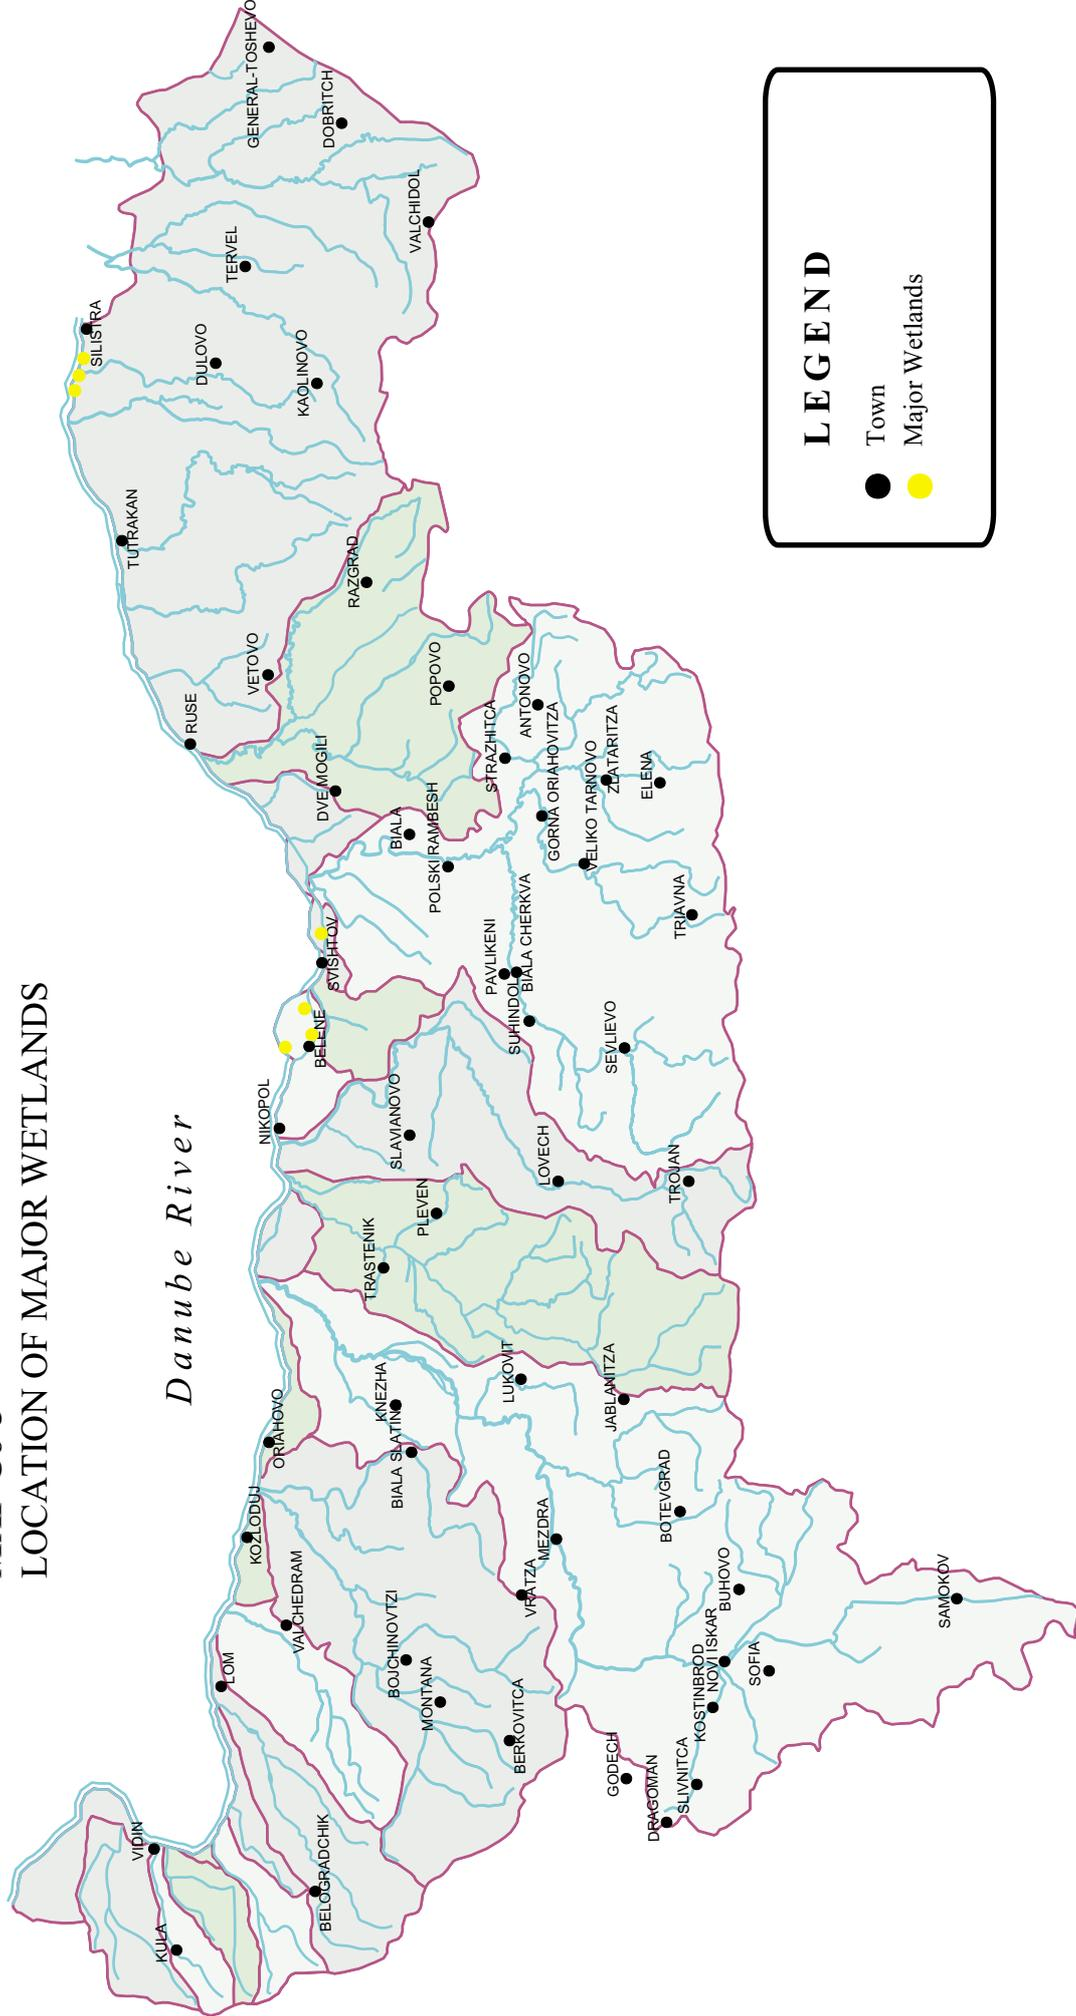 LOCATION OF MAJOR WETLANDS
Danube River
VIDIN
KULA
BELOGRADCHIK
LOM
VALCHEDRAM
KOZLODUJ
ORIAHOVO
BOJCHINOVTZI
MONTANA
BERKOVITCA
BIALA SLATIN
KNEZHA
VRATZA
MEZDRA
LUKOVIT
JABLANITZA
BOTEVGRAD
BUHOVO
NOVI ISKAR
KOSTINBROD
SOFIA
SAMOKOV
GODECH
DRAGOMAN
SLIVNITCA
TRASTENIK
PLEVEN
NIKOPOL
SLAVIANOVO
LOVECH
TROJAN
BELENE
SVISHTOV
SEVLIEVO
SUHINDOL
PAVLIKENI
BIALA CHERKVA
TRIAVNA
POLSKI RAMBESH
BIALA
DVE MOGILI
GORNA ORIAHOVITZA
VELIKO TARNOVO
ZLATARITZA
ELENA
STRAZHITCA
ANTONOVO
POPOVO
RUSE
VETOVO
RAZGRAD
TUTRAKAN
KAOLINOVO
DULOVO
SILISTRA
TERVEL
VALCHIDOL
DOBRITCH
GENERAL-TOSHEVO
LEGEND
Town
Major Wetlands